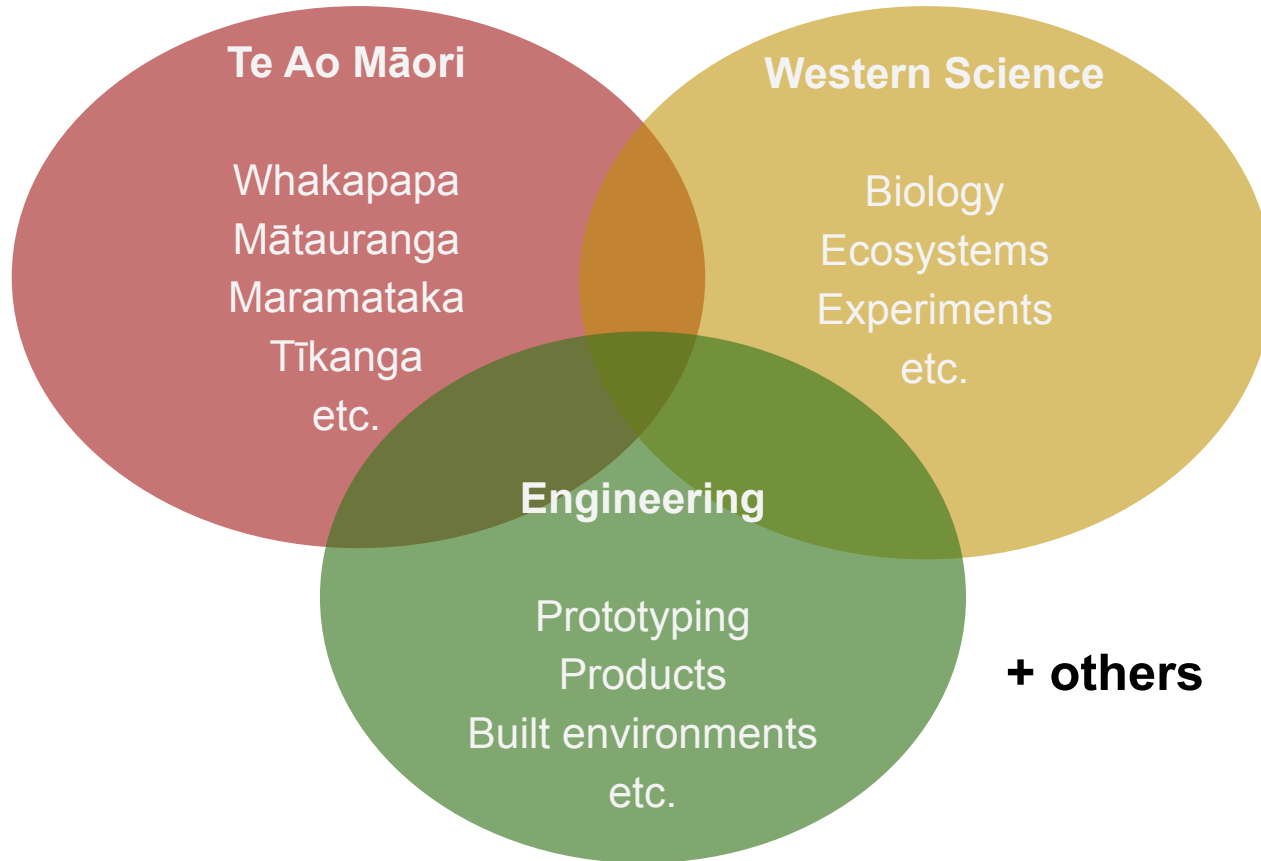 Te Ao Māori
Whakapapa
Mātauranga
Maramataka
Tīkanga
etc.
Western Science
Biology
Ecosystems
Experiments
etc.
Engineering
Prototyping
Products
Built environments
etc.
+ others